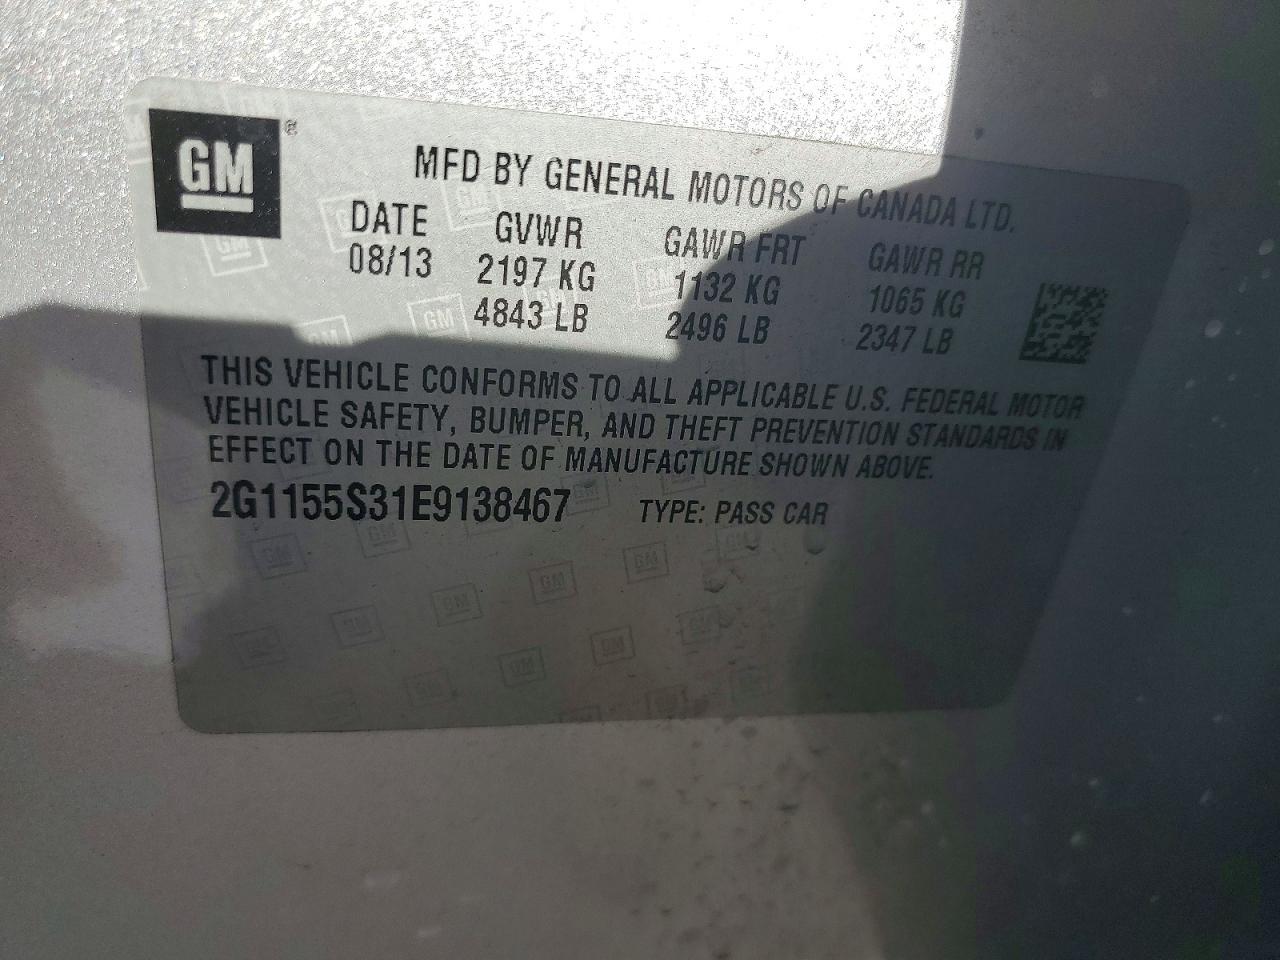 GM®
MFD BY GENERAL MOTORS OF CANADA LTD.
DATE GVWR GAWR FRT GAWR RR
08/13 2197 KG 1132 KG 1065 KG
4843 LB 2496 LB 2347 LB
THIS VEHICLE CONFORMS TO ALL APPLICABLE U.S. FEDERAL MOTOR
VEHICLE SAFETY, BUMPER, AND THEFT PREVENTION STANDARDS IN
EFFECT ON THE DATE OF MANUFACTURE SHOWN ABOVE.
2G1155S31E9138467 TYPE: PASS CAR